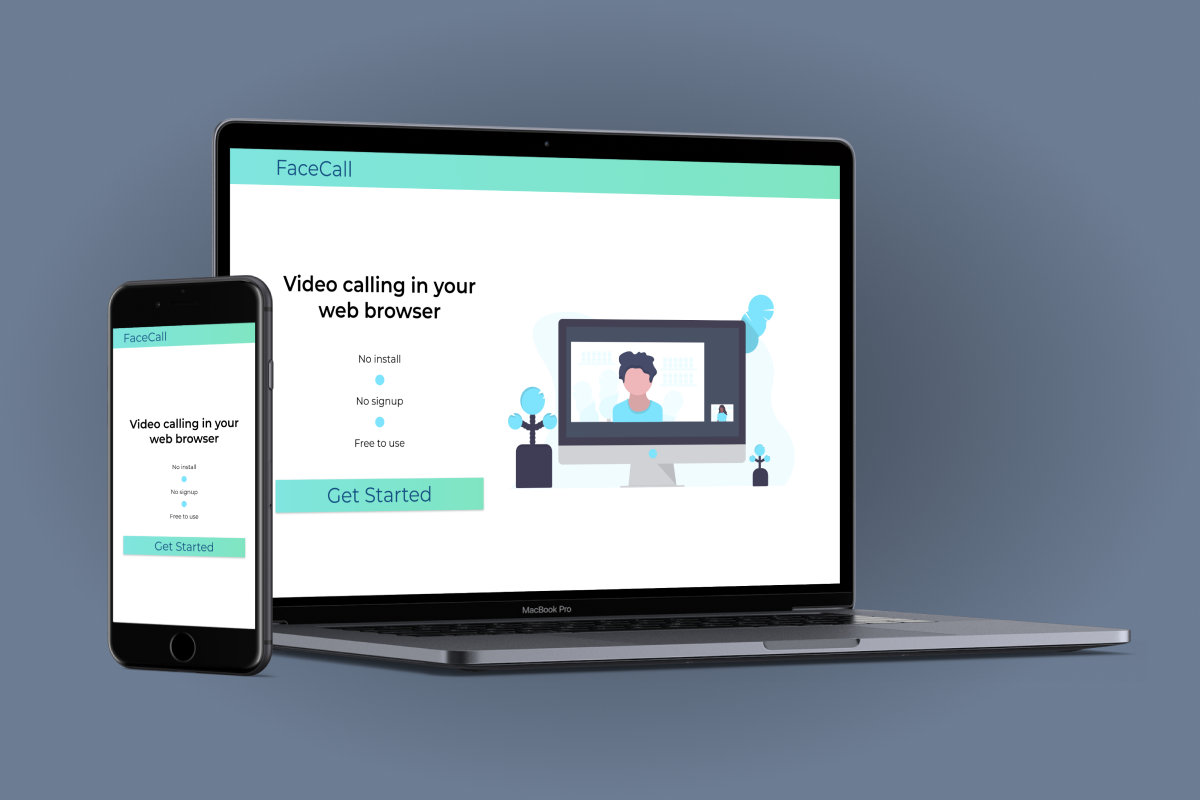 FaceCall
Video calling in your
web browser
No install
No signup
Free to use
Get Started
MacBook Pro
FaceCall
Video calling in your
web browser
No install
No signup
Free to use
Get Started